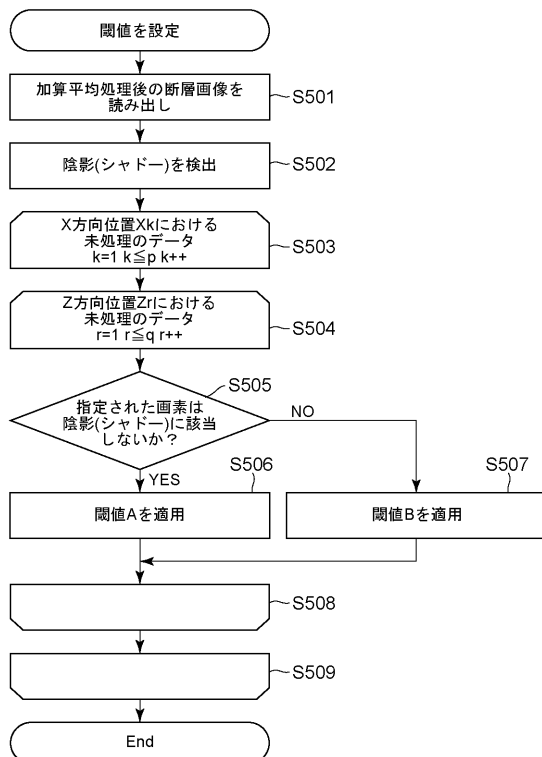 閾値を設定
加算平均処理後の断層画像を
読み出し
S501
陰影(シャドー)を検出
S502
X方向位置Xkにおける
未処理のデータ
k=1 k≦p k++
S503
Z方向位置Zrにおける
未処理のデータ
r=1 r≦q r++
S504
S505
指定された画素は
陰影(シャドー)に該当
しないか？
NO
YES
S506
閾値Aを適用
S507
閾値Bを適用
S508
S509
End